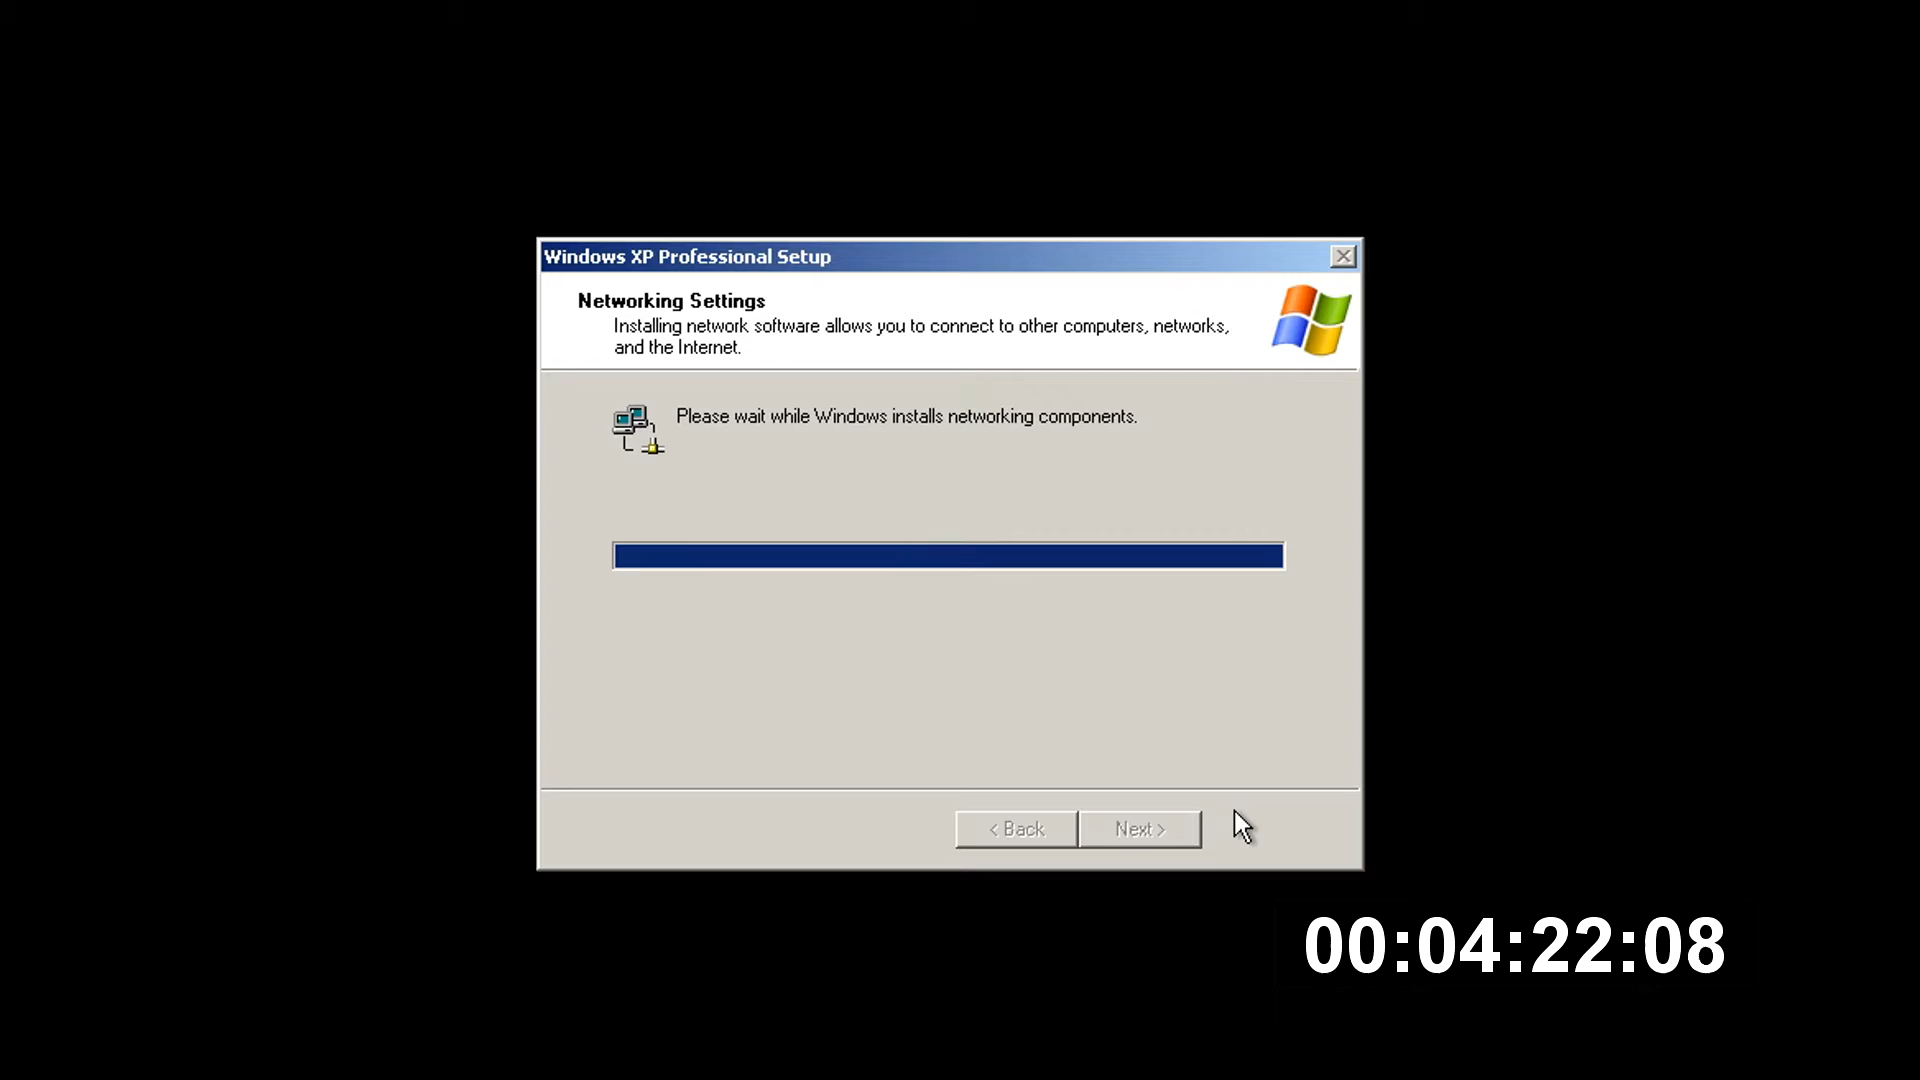 Windows XP Professional Setup
Networking Settings
Installing network software allows you to connect to other computers, networks,
and the Internet.
Please wait while Windows installs networking components.
< Back
Next >
00:04:22:08